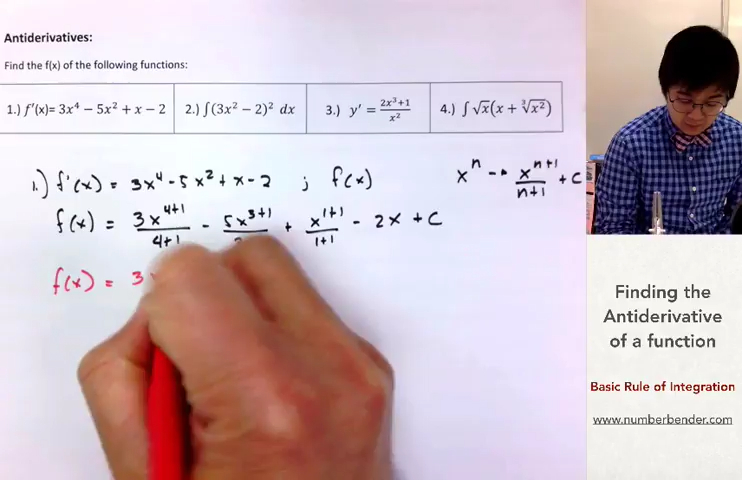 Antiderivatives:
Find the f(x) of the following functions:
1.) f'(x)= 3x⁴ − 5x² + x − 2
2.) ∫(3x² − 2)² dx
3.) y' = (2x³+1)/x²
4.) ∫ √x(x + ∛x²)
1.) f'(x) = 3x⁴ - 5x² + x - 2 ; f(x)
xⁿ → xⁿ⁺¹/(n+1) + C
f(x) = 3x⁴⁺¹/(4+1) - 5x³⁺¹/ + x¹⁺¹/(1+1) - 2x + C
f(x) = 3
Finding the
Antiderivative
of a function
Basic Rule of Integration
www.numberbender.com